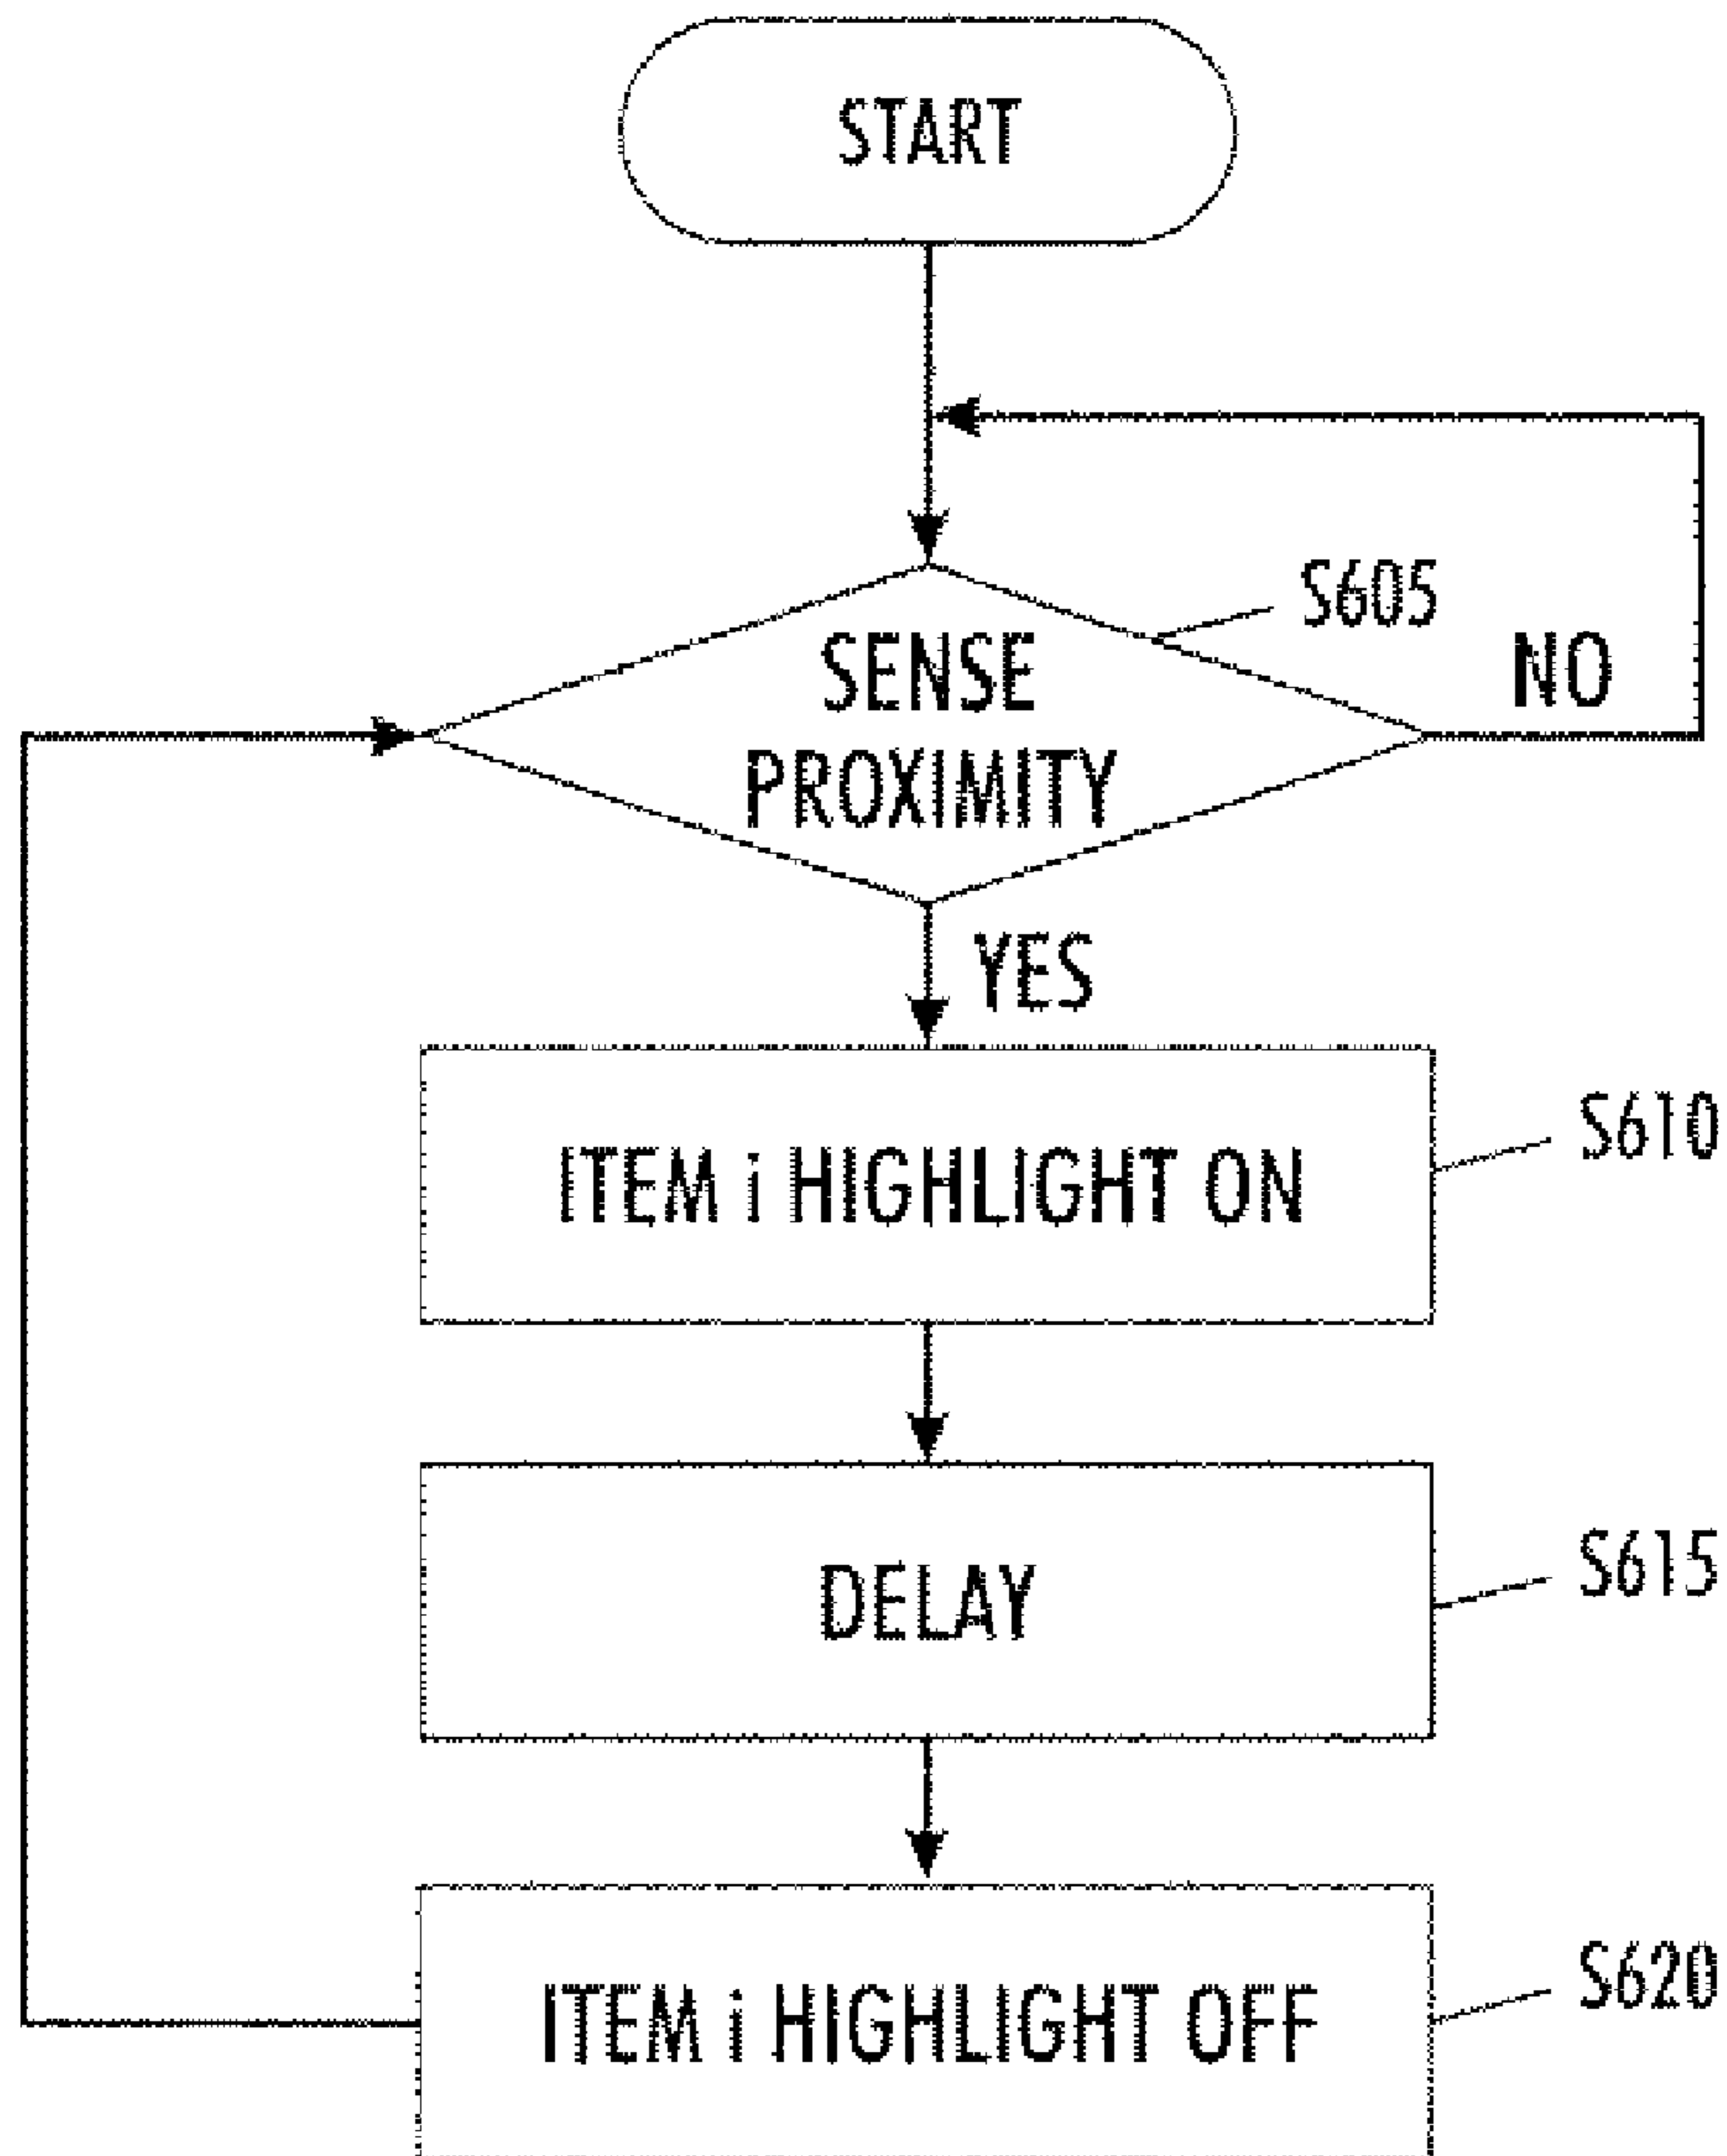 START
S605
SENSE
PROXIMITY
NO
YES
ITEM i HIGHLIGHT ON
S610
DELAY
S615
ITEM i HIGHLIGHT OFF
S620